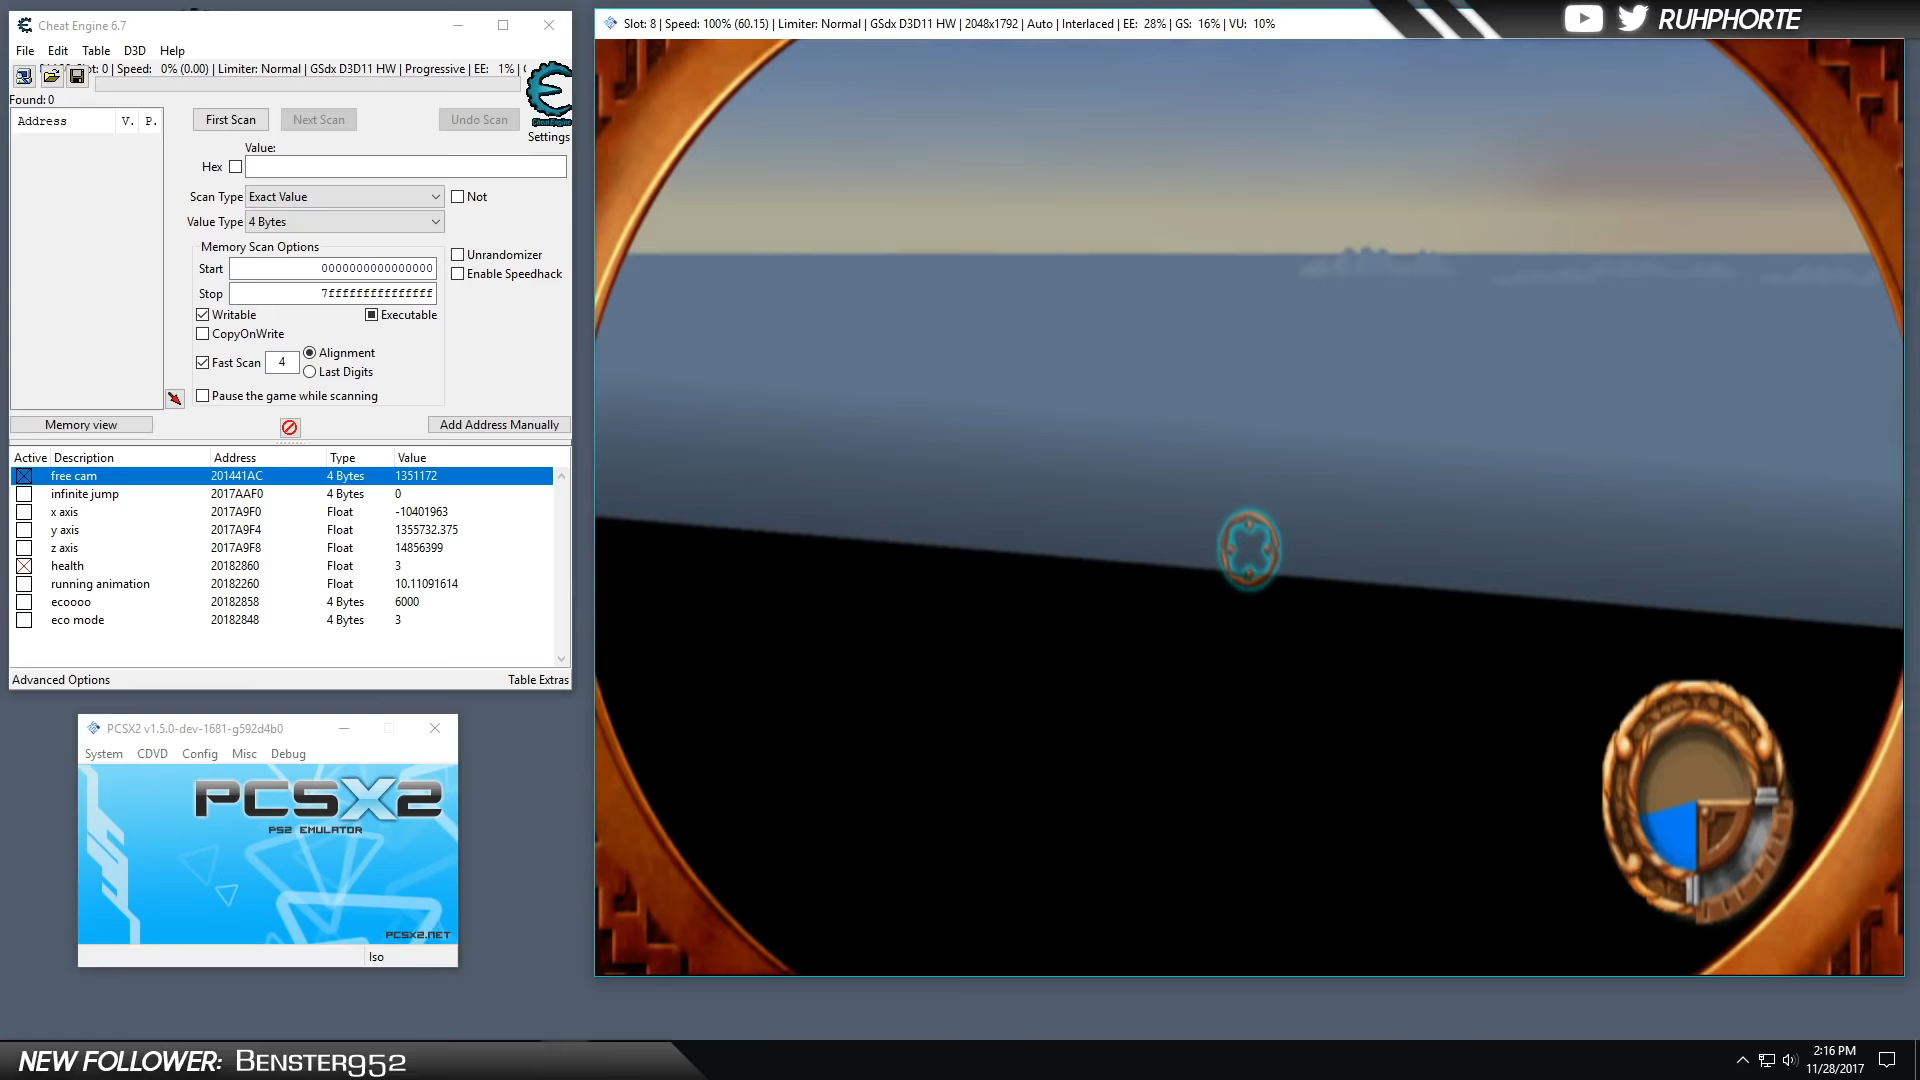 Cheat Engine 6.7
File Edit Table D3D Help
Slot: 0 | Speed: 0% (0.00) | Limiter: Normal | GSdx D3D11 HW | Progressive | EE: 1% |
Found: 0
Address V. P.
First Scan Next Scan Undo Scan
Settings
Value:
Hex
Scan Type Exact Value Not
Value Type 4 Bytes
Memory Scan Options
Unrandomizer
Start 0000000000000000
Enable Speedhack
Stop 7fffffffffffffff
Writable Executable
CopyOnWrite
Fast Scan 4 Alignment
Last Digits
Pause the game while scanning
Memory view Add Address Manually
Active Description Address Type Value
free cam 201441AC 4 Bytes 1351172
infinite jump 2017AAF0 4 Bytes 0
x axis 2017A9F0 Float -10401963
y axis 2017A9F4 Float 1355732.375
z axis 2017A9F8 Float 14856399
health 20182860 Float 3
running animation 20182260 Float 10.11091614
ecoooo 20182858 4 Bytes 6000
eco mode 20182848 4 Bytes 3
Advanced Options Table Extras
PCSX2 v1.5.0-dev-1681-g592d4b0
System CDVD Config Misc Debug
PCSX2
PS2 EMULATOR
PCSX2.NET
Iso
Slot: 8 | Speed: 100% (60.15) | Limiter: Normal | GSdx D3D11 HW | 2048x1792 | Auto | Interlaced | EE: 28% | GS: 16% | VU: 10%
RUHPHORTE
NEW FOLLOWER: BENSTER952
2:16 PM
11/28/2017